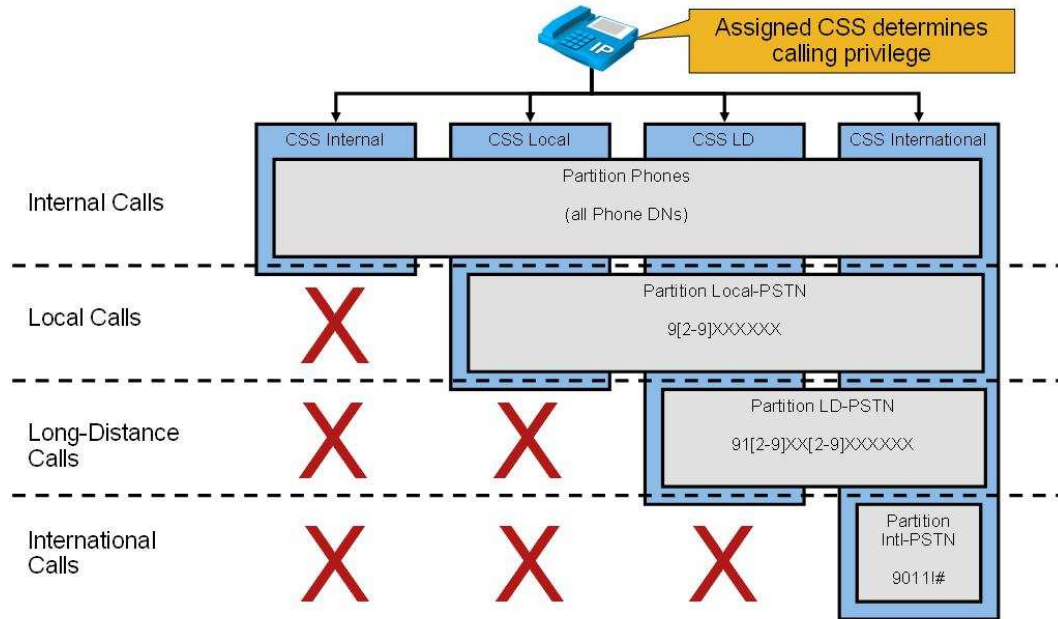 Assigned CSS determines
calling privilege
IP
CSS Internal
CSS Local
CSS LD
CSS International
Internal Calls
Partition Phones
(all Phone DNs)
Local Calls
Partition Local-PSTN
9[2-9]XXXXXX
X
Long-Distance
Calls
Partition LD-PSTN
91[2-9]XX[2-9]XXXXXX
X
X
International
Calls
Partition
Intl-PSTN
9011!#
X
X
X